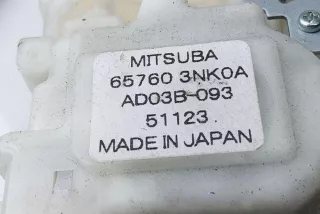 MITSUBA
65760 3NK0A
AD03B-093
51123
MADE IN JAPAN